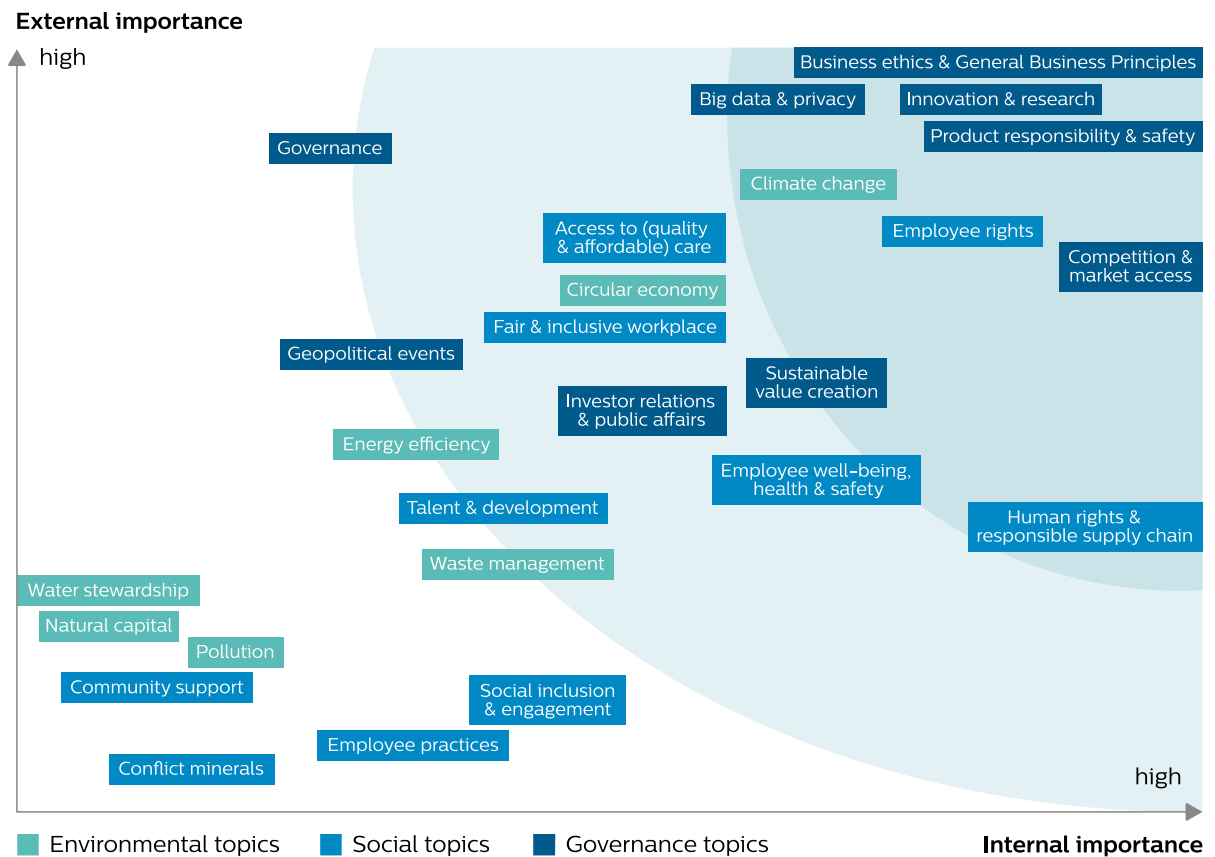 External importance
high
Business ethics & General Business Principles
Big data & privacy
Innovation & research
Product responsibility & safety
Governance
Climate change
Access to (quality
& affordable) care
Employee rights
Competition &
market access
Circular economy
Fair & inclusive workplace
Geopolitical events
Sustainable
value creation
Investor relations
& public affairs
Energy efficiency
Employee well-being,
health & safety
Talent & development
Human rights &
responsible supply chain
Waste management
Water stewardship
Natural capital
Pollution
Community support
Social inclusion
& engagement
Employee practices
Conflict minerals
high
Environmental topics
Social topics
Governance topics
Internal importance